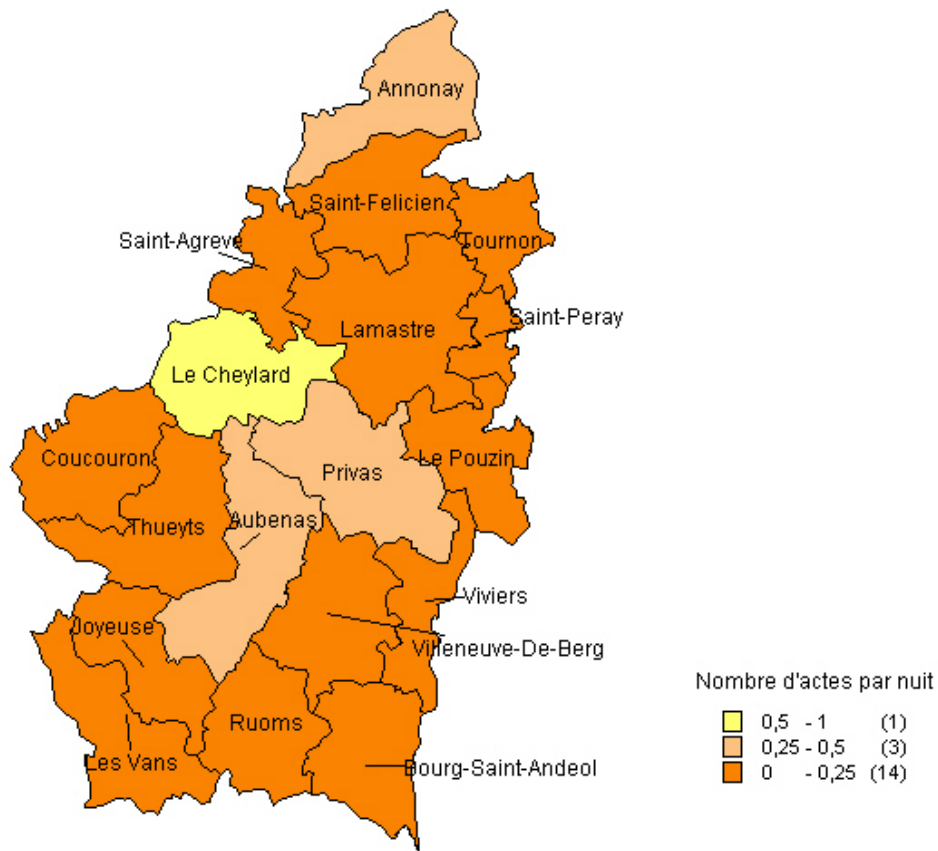 Annonay
Saint-Felicien
Saint-Agreve
Tournon
Saint-Peray
Lamastre
Le Cheylard
Coucouron
Privas
Le Pouzin
Thueyts
Aubenas
Viviers
Joyeuse
Villeneuve-De-Berg
Ruoms
Les Vans
Bourg-Saint-Andeol
Nombre d'actes par nuit
0,5 - 1 (1)
0,25 - 0,5 (3)
0 - 0,25 (14)